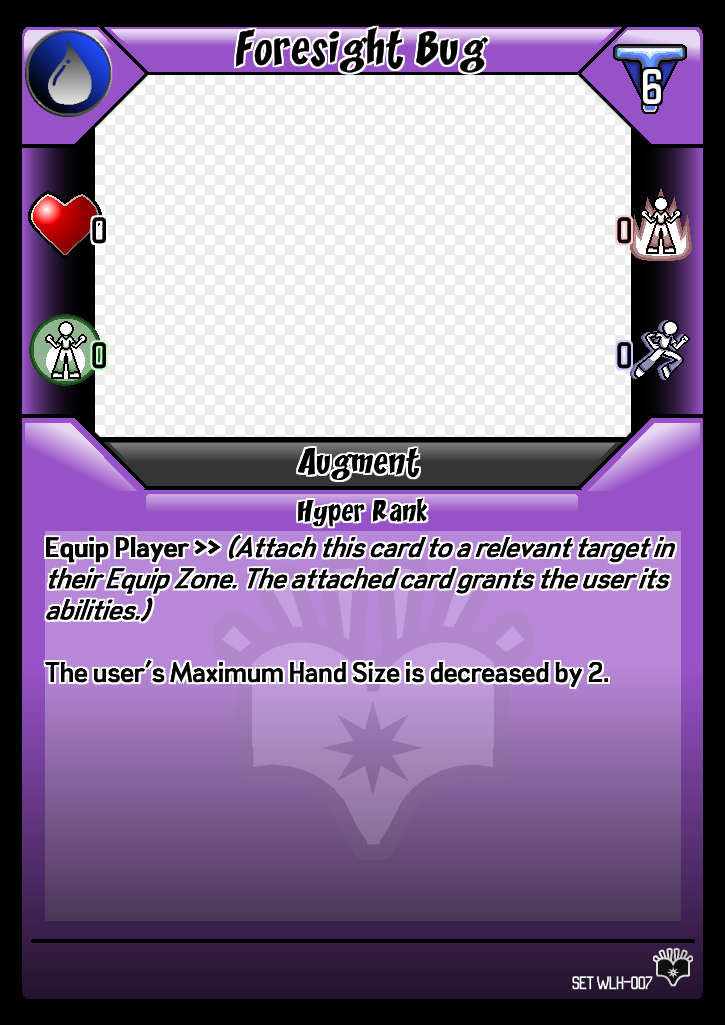 Foresight Bug
6
0
0
0
0
Augment
Hyper Rank
Equip Player >> (Attach this card to a relevant target in
their Equip Zone. The attached card grants the user its
abilities.)
The user's Maximum Hand Size is decreased by 2.
SET WLH-007